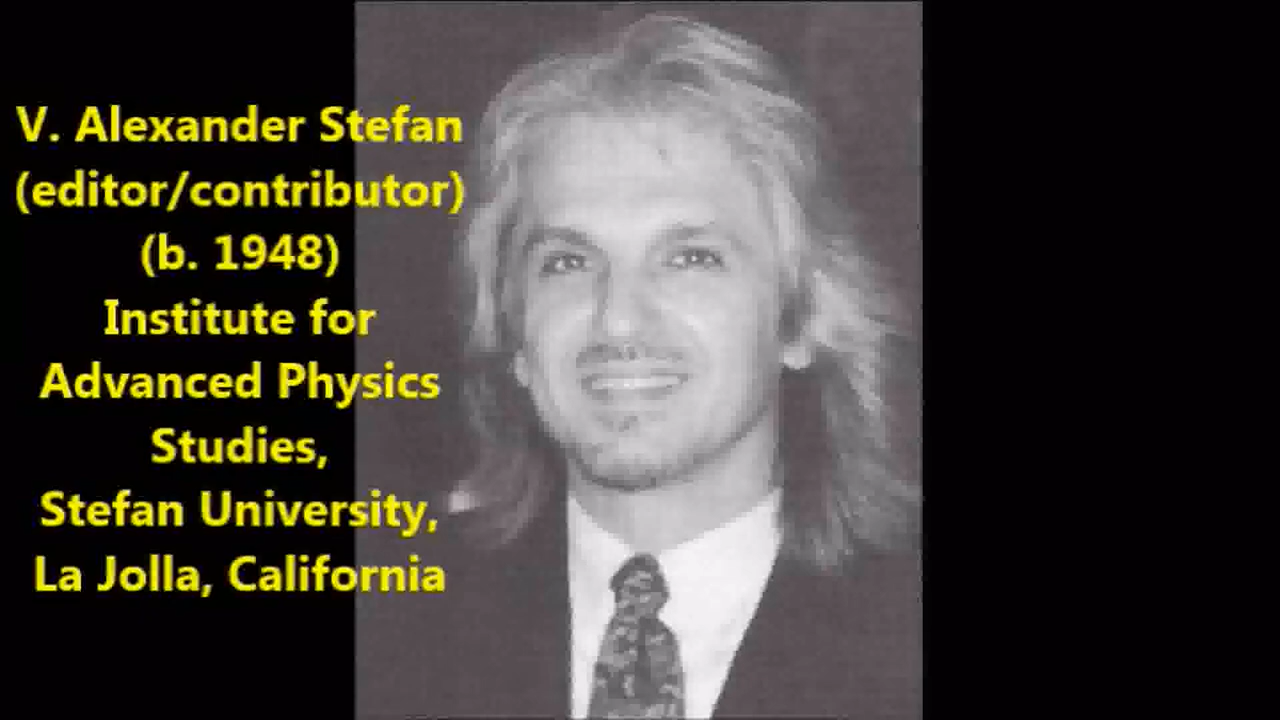 V. Alexander Stefan
(editor/contributor)
(b. 1948)
Institute for
Advanced Physics
Studies,
Stefan University,
La Jolla, California